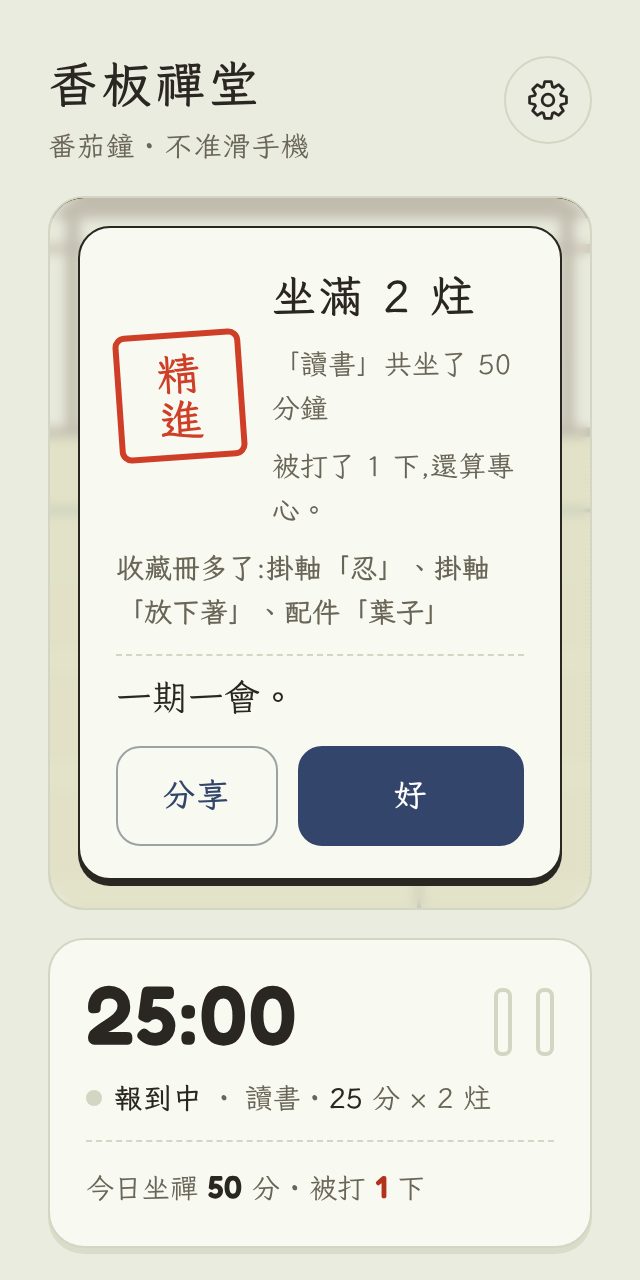 香板禪堂
番茄鐘・不准滑手機
坐滿 2 炷
精
進
「讀書」共坐了 50
分鐘
被打了 1 下,還算專
心。
收藏冊多了:掛軸「忍」、掛軸
「放下著」、配件「葉子」
一期一會。
分享
好
25:00
報到中 ・ 讀書・25 分 × 2 炷
今日坐禪 50 分・被打 1 下